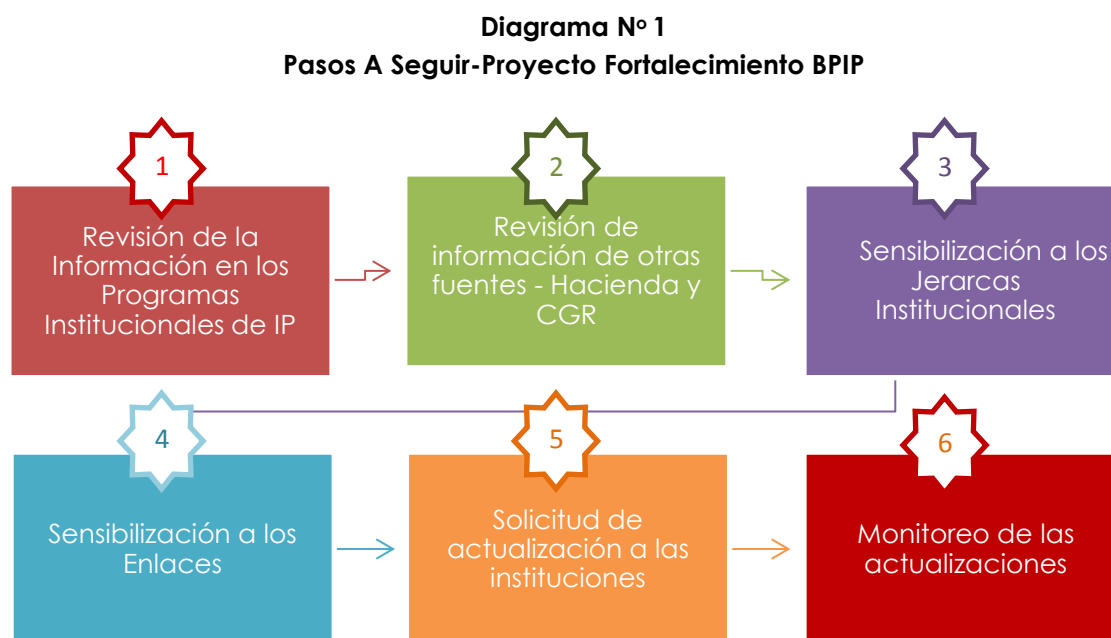 Diagrama Nº 1
Pasos A Seguir-Proyecto Fortalecimiento BPIP
1
Revisión de la
Información en los
Programas
Institucionales de IP
2
Revisión de
información de otras
fuentes - Hacienda y
CGR
3
Sensibilización a los
Jerarcas
Institucionales
4
Sensibilización a los
Enlaces
5
Solicitud de
actualización a las
instituciones
6
Monitoreo de las
actualizaciones